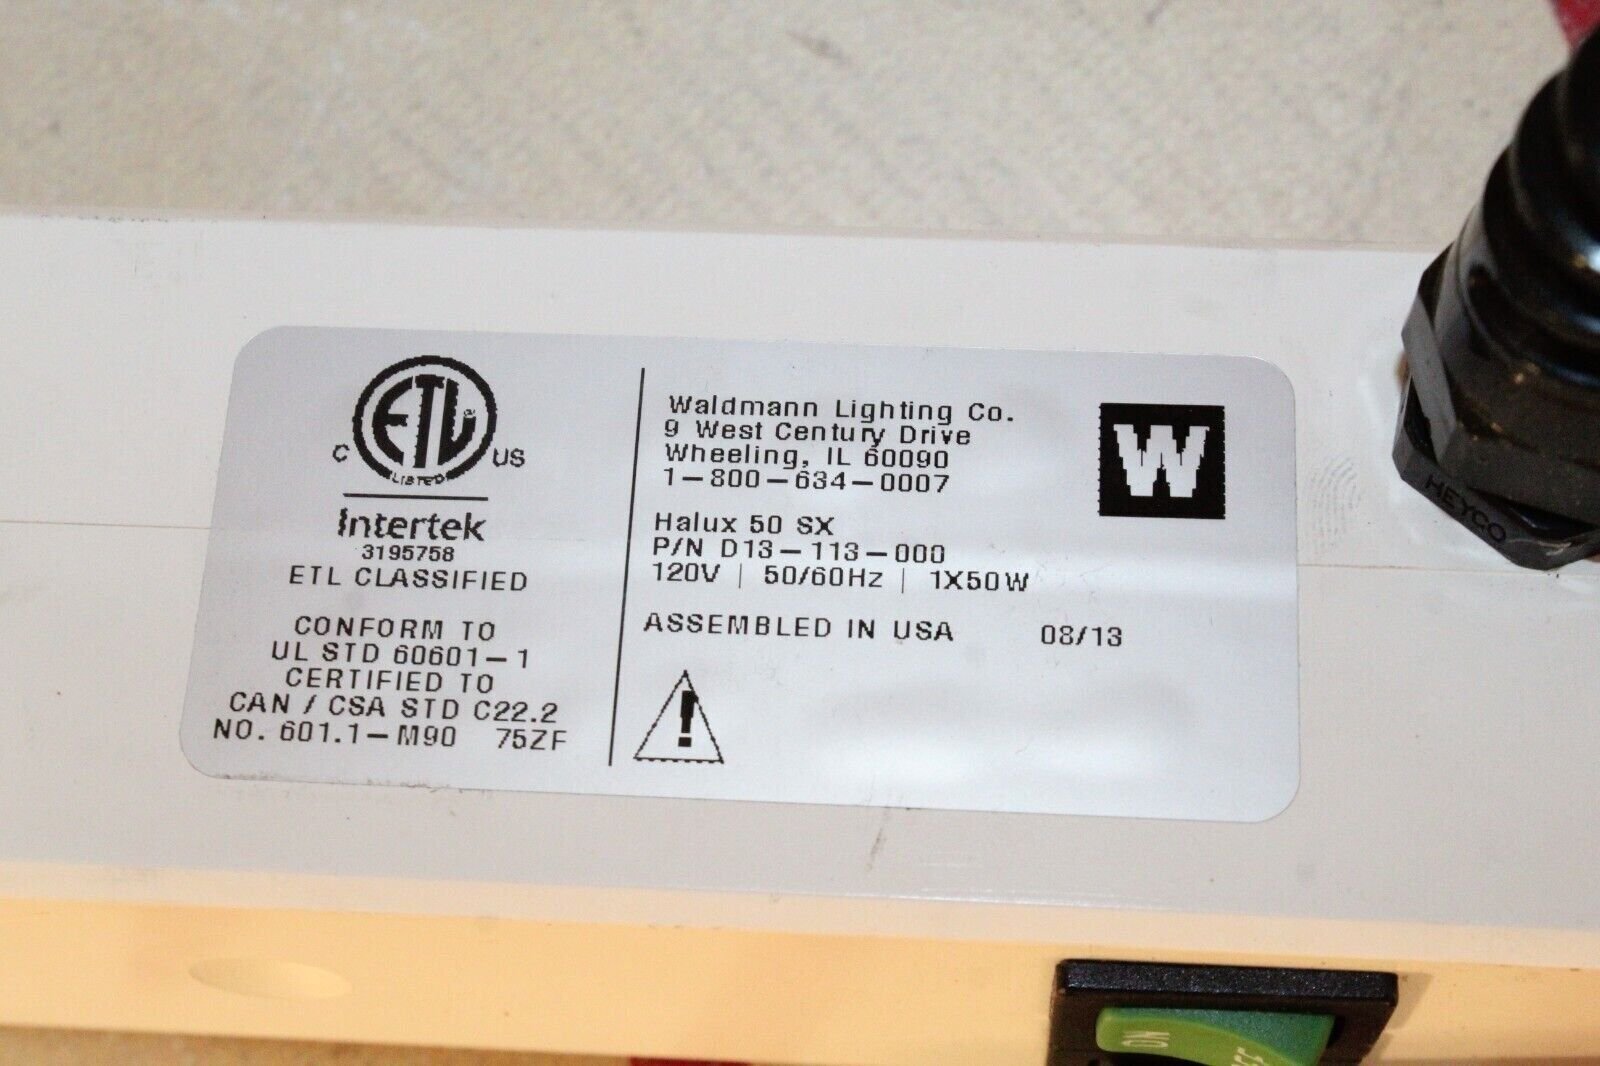 ETL
LISTED
C US
Intertek
3195758
ETL CLASSIFIED
CONFORM TO
UL STD 60601-1
CERTIFIED TO
CAN / CSA STD C22.2
NO. 601.1-M90 75ZF
Waldmann Lighting Co.
9 West Century Drive
Wheeling, IL 60090
1-800-634-0007
Halux 50 SX
P/N D13-113-000
120V | 50/60Hz | 1X50W
ASSEMBLED IN USA 08/13
!
W
HEYCO
ON